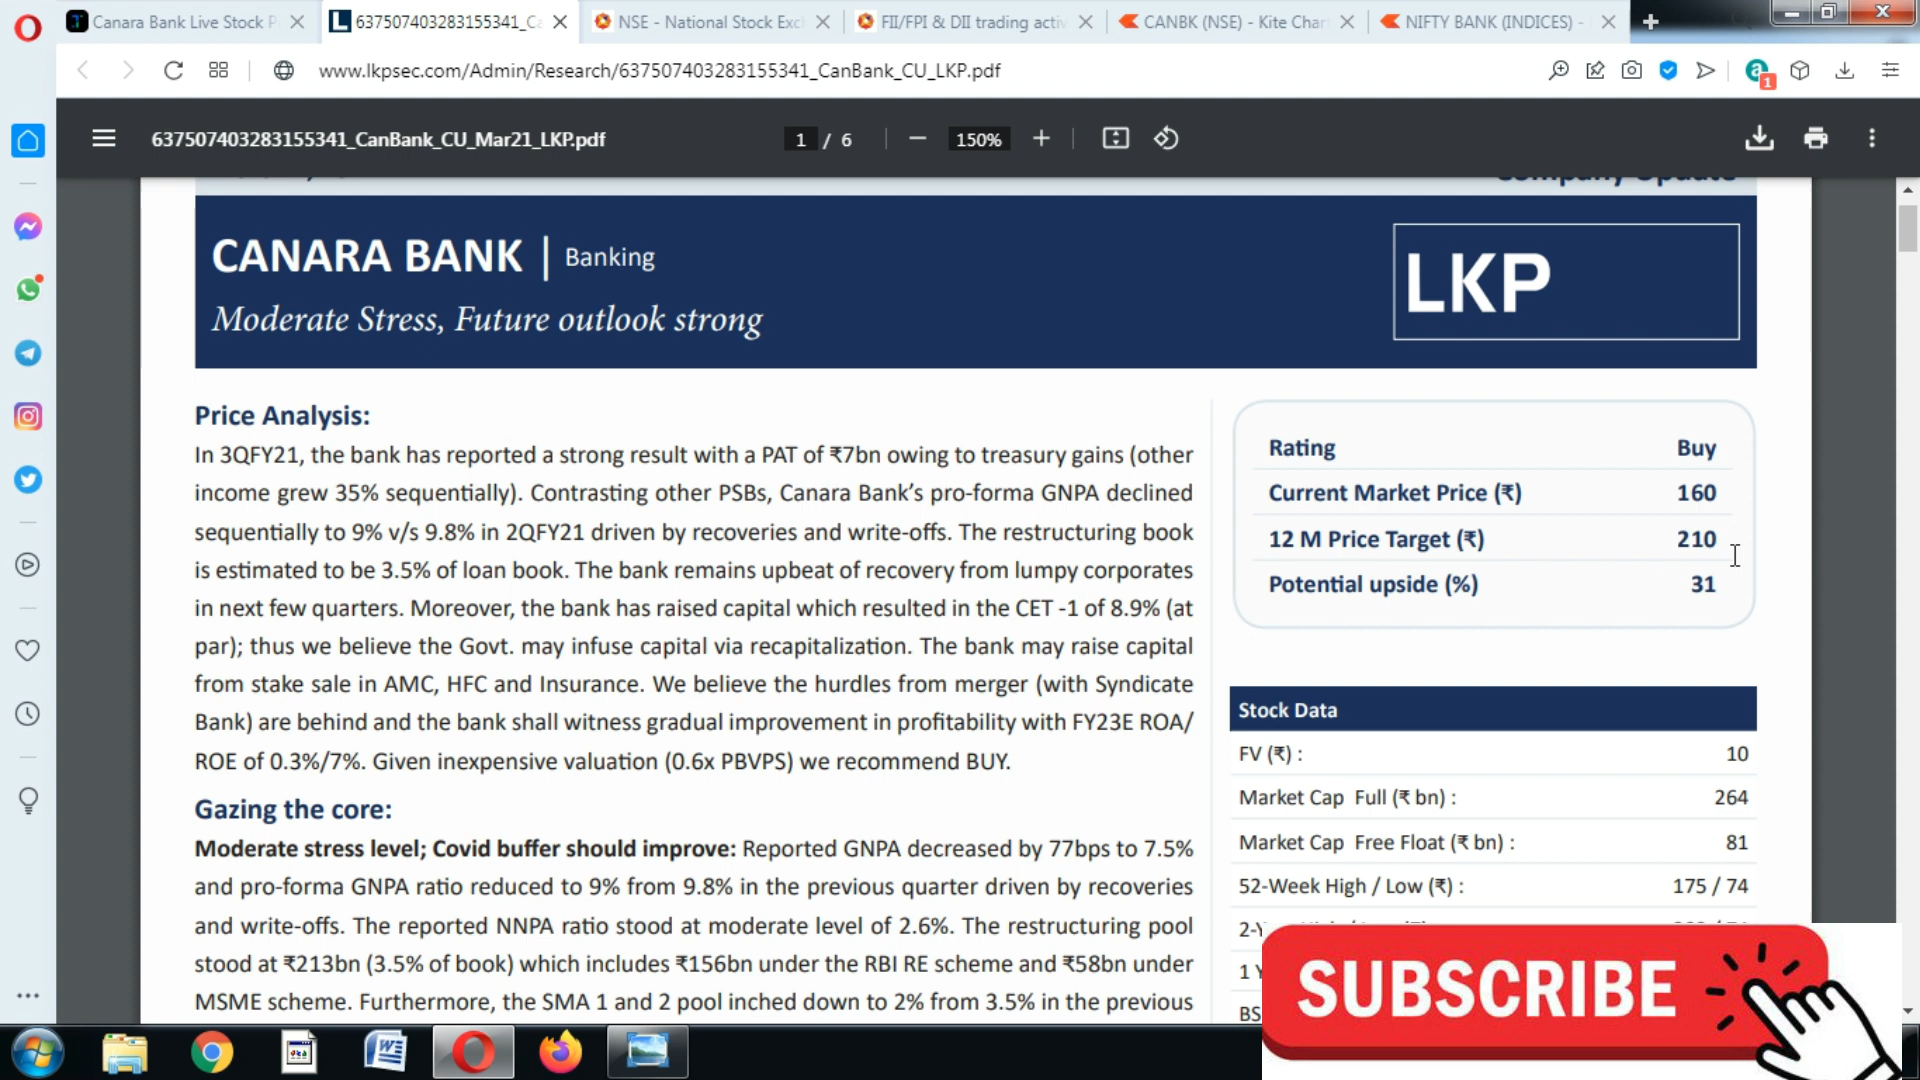 Canara Bank Live Stock P
637507403283155341_Ca
NSE - National Stock Exc
FII/FPI & DII trading activ
CANBK (NSE) - Kite Char
NIFTY BANK (INDICES) -
www.lkpsec.com/Admin/Research/637507403283155341_CanBank_CU_LKP.pdf
1
637507403283155341_CanBank_CU_Mar21_LKP.pdf
1 / 6
150%
Company Update
CANARA BANK | Banking
Moderate Stress, Future outlook strong
LKP
Price Analysis:
In 3QFY21, the bank has reported a strong result with a PAT of ₹7bn owing to treasury gains (other
income grew 35% sequentially). Contrasting other PSBs, Canara Bank's pro-forma GNPA declined
sequentially to 9% v/s 9.8% in 2QFY21 driven by recoveries and write-offs. The restructuring book
is estimated to be 3.5% of loan book. The bank remains upbeat of recovery from lumpy corporates
in next few quarters. Moreover, the bank has raised capital which resulted in the CET -1 of 8.9% (at
par); thus we believe the Govt. may infuse capital via recapitalization. The bank may raise capital
from stake sale in AMC, HFC and Insurance. We believe the hurdles from merger (with Syndicate
Bank) are behind and the bank shall witness gradual improvement in profitability with FY23E ROA/
ROE of 0.3%/7%. Given inexpensive valuation (0.6x PBVPS) we recommend BUY.
Gazing the core:
Moderate stress level; Covid buffer should improve: Reported GNPA decreased by 77bps to 7.5%
and pro-forma GNPA ratio reduced to 9% from 9.8% in the previous quarter driven by recoveries
and write-offs. The reported NNPA ratio stood at moderate level of 2.6%. The restructuring pool
stood at ₹213bn (3.5% of book) which includes ₹156bn under the RBI RE scheme and ₹58bn under
MSME scheme. Furthermore, the SMA 1 and 2 pool inched down to 2% from 3.5% in the previous
Rating Buy
Current Market Price (₹) 160
12 M Price Target (₹) 210
Potential upside (%) 31
Stock Data
FV (₹) : 10
Market Cap Full (₹ bn) : 264
Market Cap Free Float (₹ bn) : 81
52-Week High / Low (₹) : 175 / 74
2-Y
1 Y
BS
SUBSCRIBE